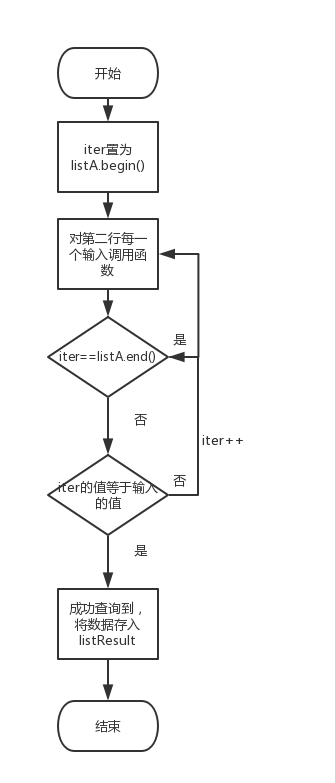 开始
iter置为
listA.begin()
对第二行每一
个输入调用函
数
是
iter==listA.end()
否
iter++
iter的值等于输入
的值
否
是
成功查询到，
将数据存入
listResult
结束